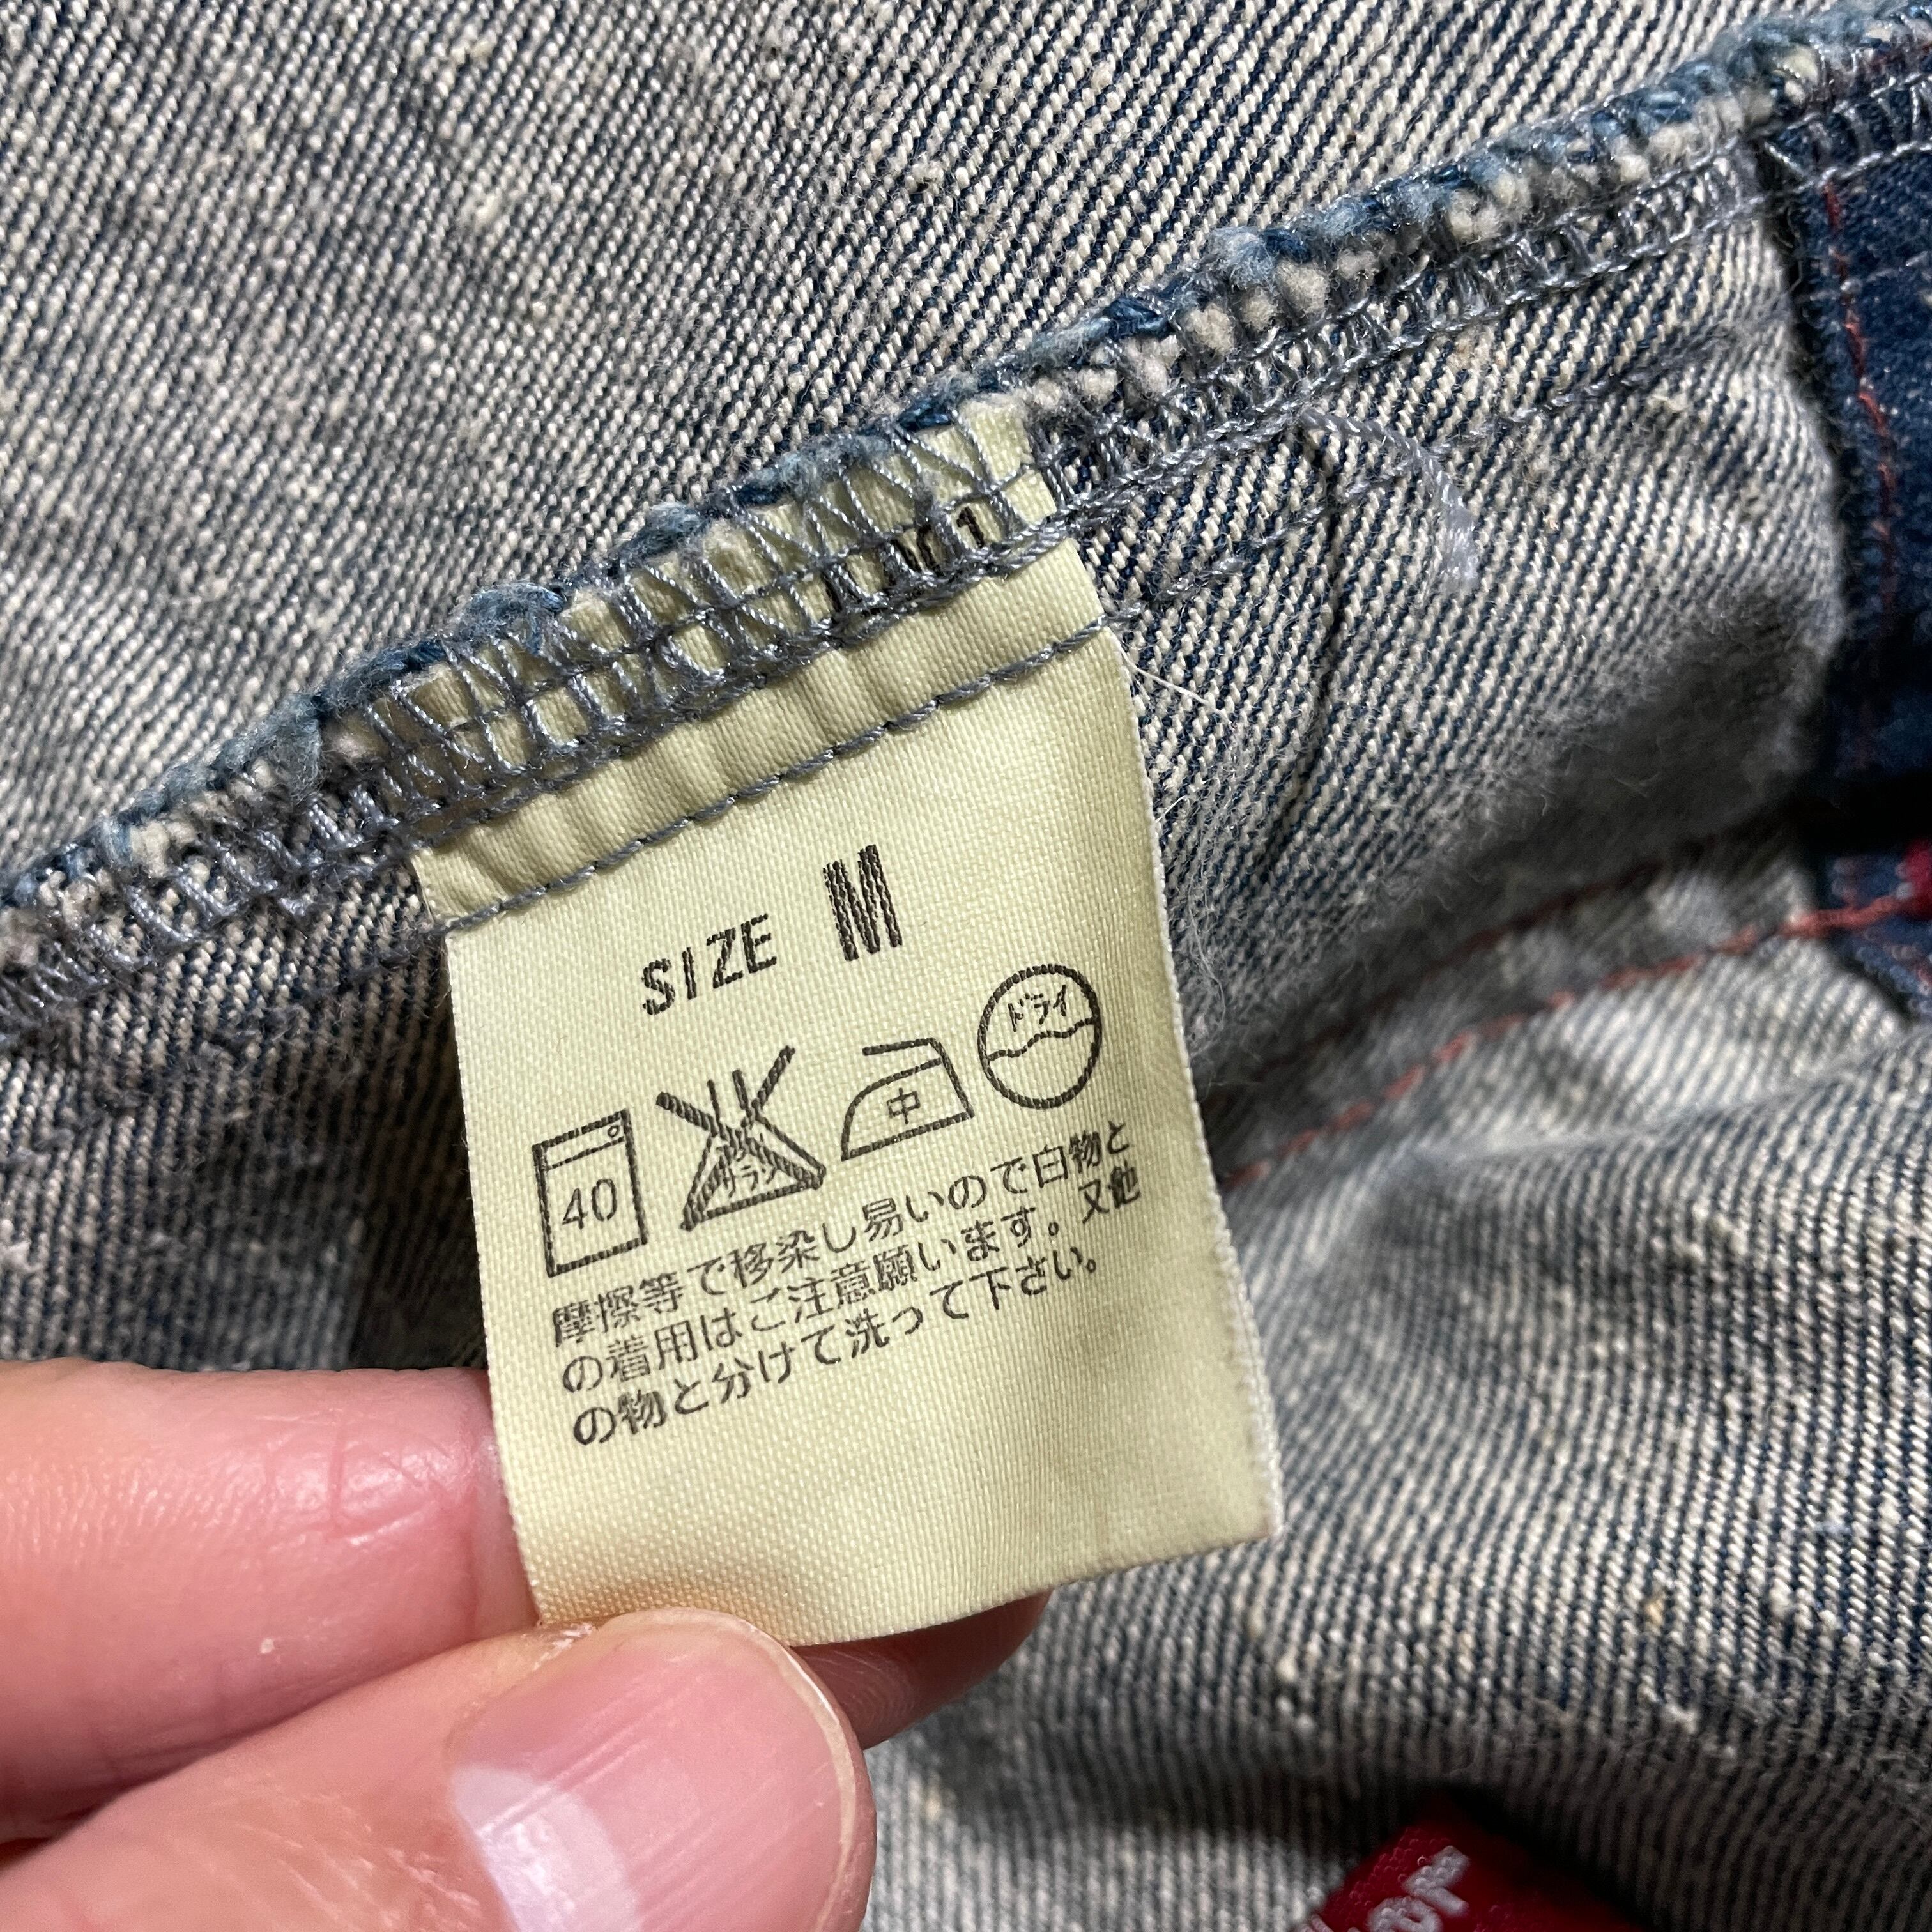 SIZE M
40
中
ドライ
摩擦等で移染し易いので白物と
の着用はご注意願います。又他
の物と分けて洗って下さい。